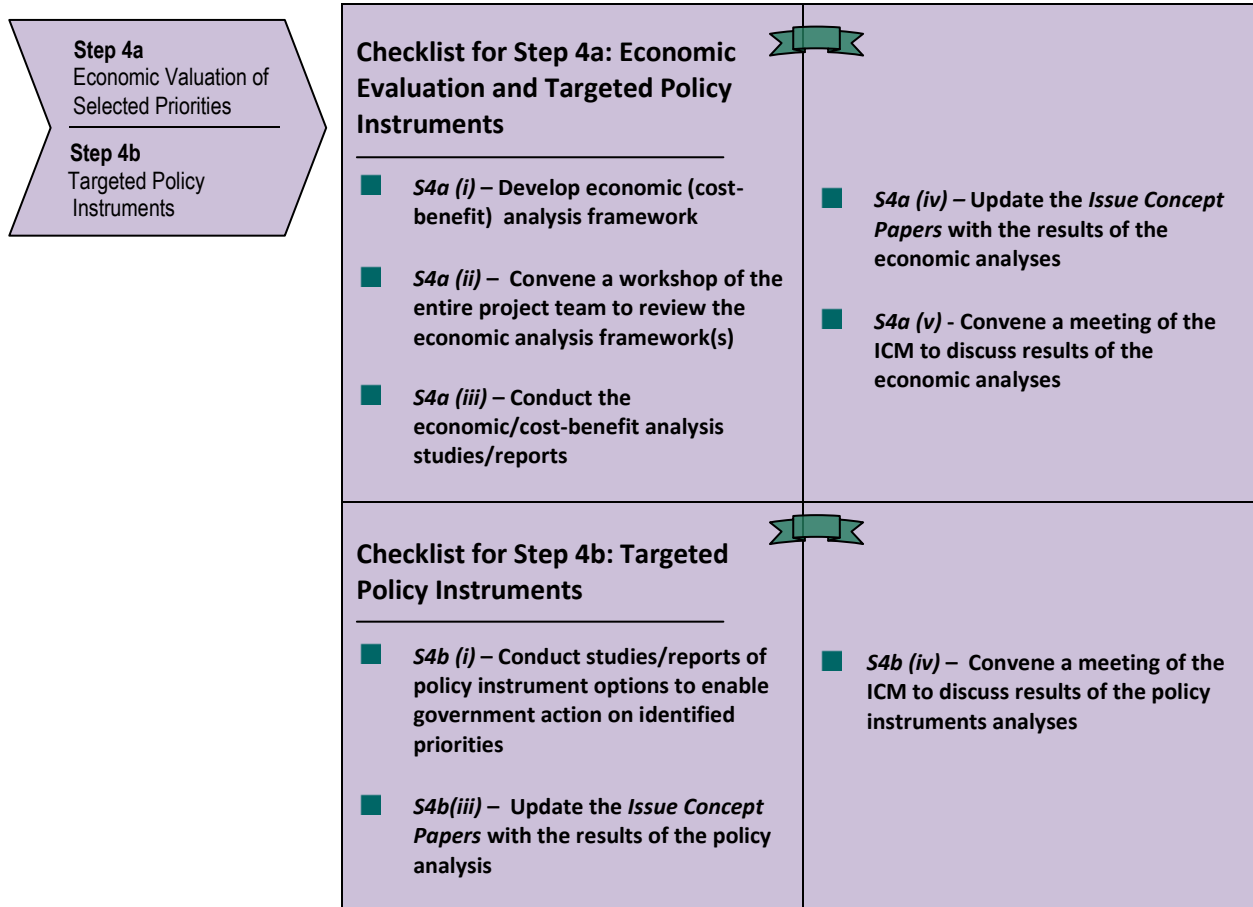 Step 4a
Economic Valuation of
Selected Priorities
Step 4b
Targeted Policy
Instruments
Checklist for Step 4a: Economic
Evaluation and Targeted Policy
Instruments
S4a (i) – Develop economic (cost-
benefit)  analysis framework
S4a (ii) –  Convene a workshop of the
entire project team to review the
economic analysis framework(s)
S4a (iii) – Conduct the
economic/cost-benefit analysis
studies/reports
S4a (iv) – Update the Issue Concept
Papers with the results of the
economic analyses
S4a (v) - Convene a meeting of the
ICM to discuss results of the
economic analyses
Checklist for Step 4b: Targeted
Policy Instruments
S4b (i) – Conduct studies/reports of
policy instrument options to enable
government action on identified
priorities
S4b(iii) –  Update the Issue Concept
Papers with the results of the policy
analysis
S4b (iv) –  Convene a meeting of the
ICM to discuss results of the policy
instruments analyses